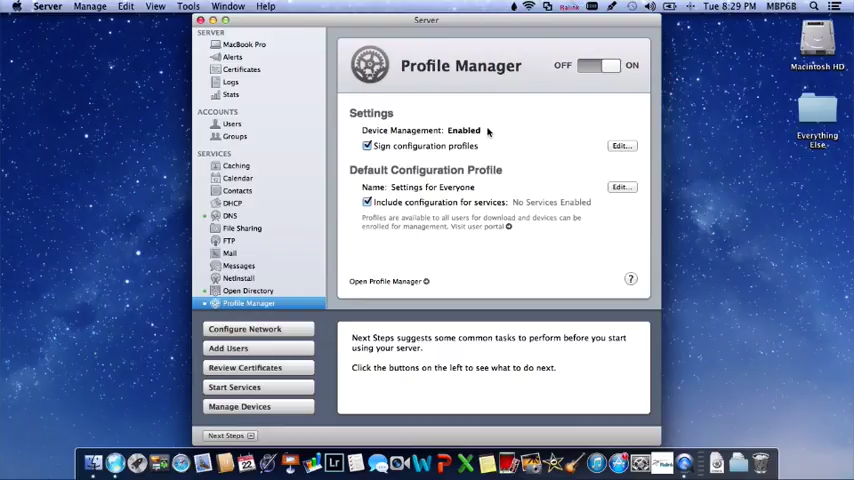 Server Manage Edit View Tools Window Help
Tue 8:29 PM MBP6B
Server
SERVER
MacBook Pro
Alerts
Certificates
Logs
Stats
ACCOUNTS
Users
Groups
SERVICES
Caching
Calendar
Contacts
DHCP
DNS
File Sharing
FTP
Mail
Messages
NetInstall
Open Directory
Profile Manager
Profile Manager
OFF ON
Settings
Device Management: Enabled
Sign configuration profiles
Edit...
Default Configuration Profile
Name: Settings for Everyone
Edit...
Include configuration for services: No Services Enabled
Profiles are available to all users for download and devices can be
enrolled for management. Visit user portal
Open Profile Manager
?
Configure Network
Add Users
Review Certificates
Start Services
Manage Devices
Next Steps suggests some common tasks to perform before you start
using your server.
Click the buttons on the left to see what to do next.
Next Steps
Macintosh HD
Everything
Else
22
Lr
W
P
X